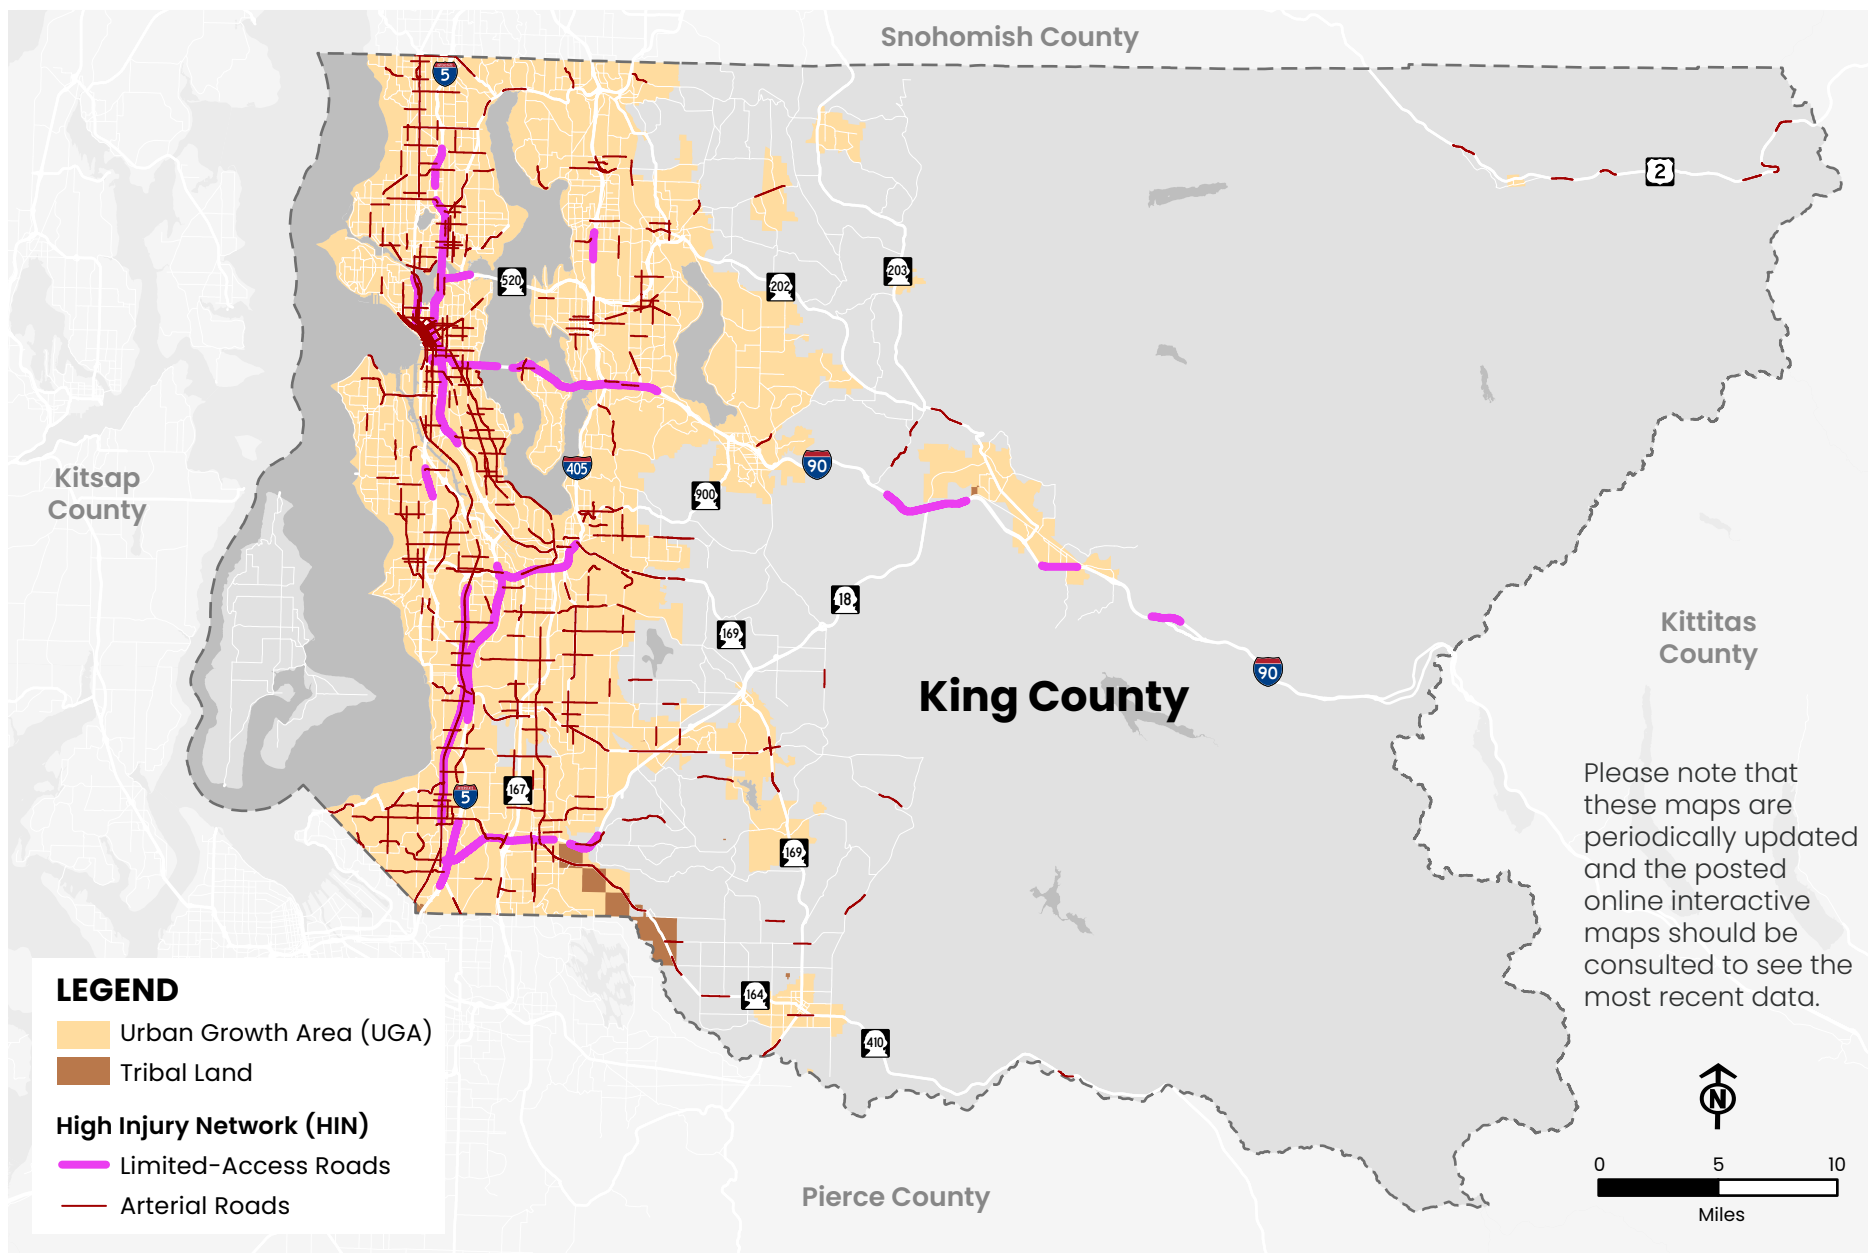 Snohomish County
5
2
520
202
203
Kitsap
County
405
90
900
18
169
Kittitas
County
90
King County
5
167
169
Please note that
these maps are
periodically updated
and the posted
online interactive
maps should be
consulted to see the
most recent data.
164
410
LEGEND
Urban Growth Area (UGA)
Tribal Land
High Injury Network (HIN)
Limited-Access Roads
Arterial Roads
Pierce County
N
0 5 10
Miles